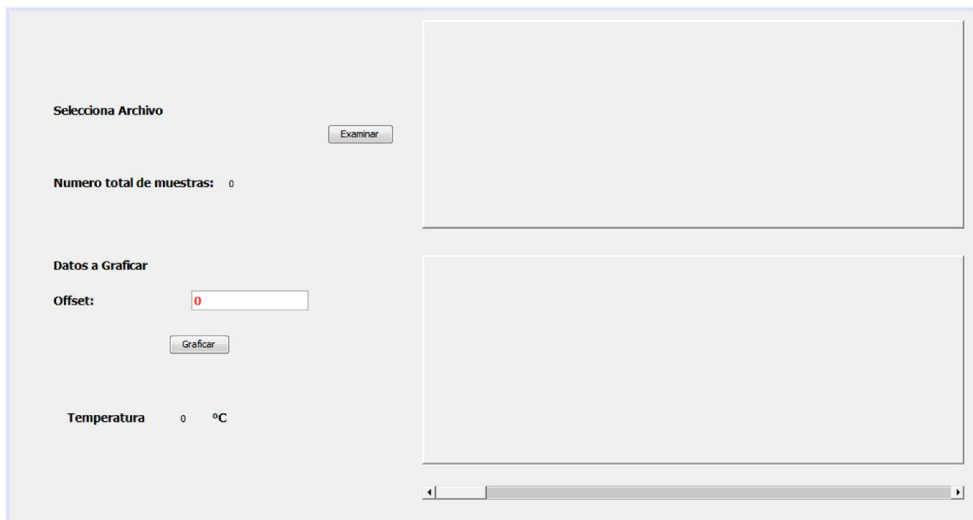 Selecciona Archivo
Examinar
Numero total de muestras: 0
Datos a Graficar
Offset: 0
Graficar
Temperatura 0 ºC